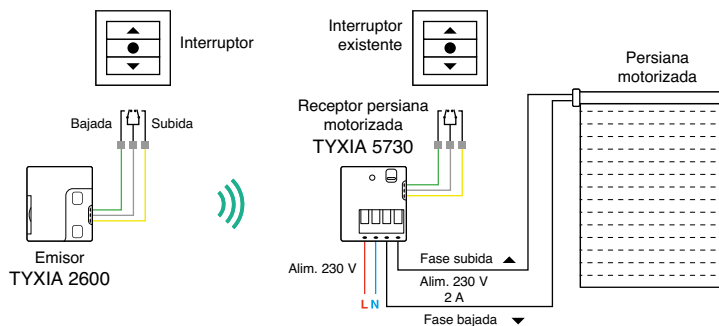 Interruptor
Bajada
Subida
Emisor
TYXIA 2600
Interruptor
existente
Receptor persiana
motorizada
TYXIA 5730
Alim. 230 V
L N
Fase subida
Alim. 230 V
2 A
Fase bajada
Persiana
motorizada